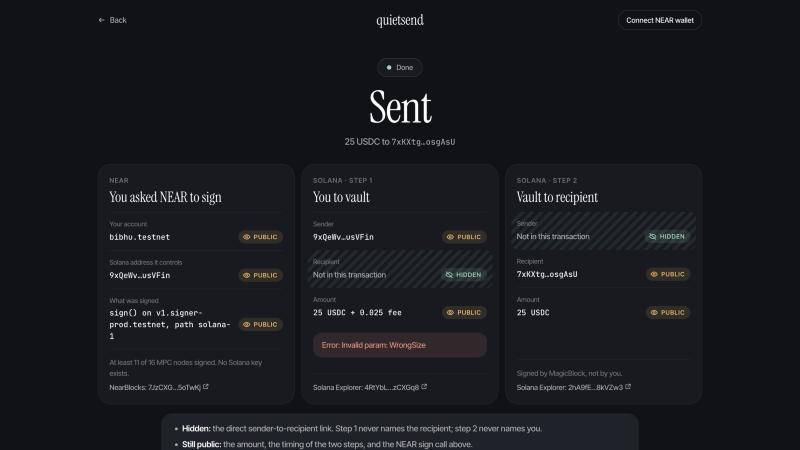 ← Back
quietsend
Connect NEAR wallet
Done
Sent
25 USDC to 7xKXtg…osgAsU
NEAR
You asked NEAR to sign
Your account
bibhu.testnet
PUBLIC
Solana address it controls
9xQeWv…usVFin
PUBLIC
What was signed
sign() on v1.signer-
prod.testnet, path solana-
1
PUBLIC
At least 11 of 16 MPC nodes signed. No Solana key
exists.
NearBlocks: 7JzCXG…5oTwKj
SOLANA · STEP 1
You to vault
Sender
9xQeWv…usVFin
PUBLIC
Recipient
Not in this transaction
HIDDEN
Amount
25 USDC + 0.025 fee
PUBLIC
Error: Invalid param: WrongSize
Solana Explorer: 4RtYbL…zCXGq8
SOLANA · STEP 2
Vault to recipient
Sender
Not in this transaction
HIDDEN
Recipient
7xKXtg…osgAsU
PUBLIC
Amount
25 USDC
PUBLIC
Signed by MagicBlock, not by you.
Solana Explorer: 2hA9fE…8kVZw3
• Hidden: the direct sender-to-recipient link. Step 1 never names the recipient; step 2 never names you.
• Still public: the amount, the timing of the two steps, and the NEAR sign call above.